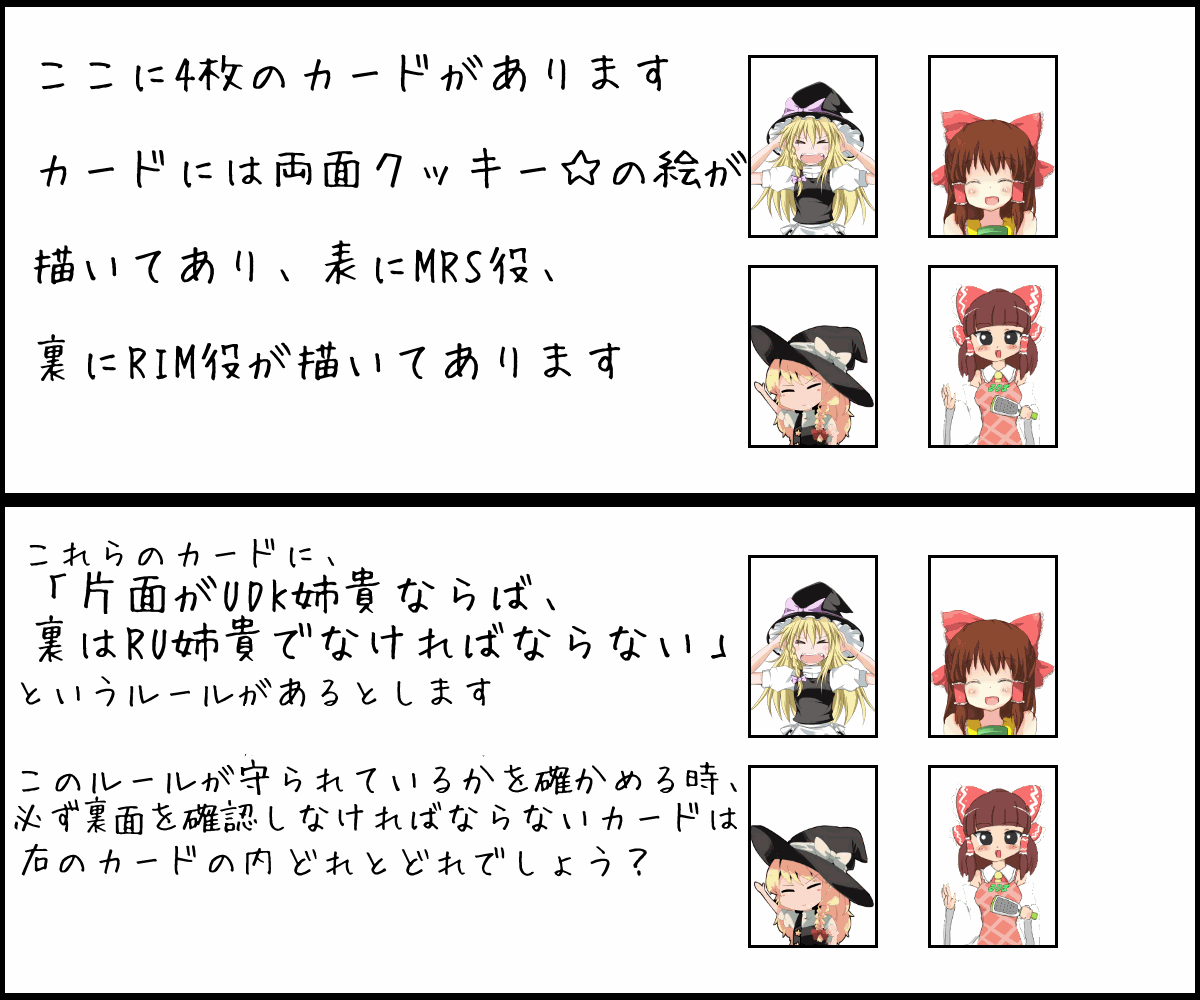 ここに4枚のカードがあります
カードには両面クッキー☆の絵が
描いてあり、表にMRS役、
裏にRIM役が描いてあります
これらのカードに、
「片面がUDK姉貴ならば、
裏はRU姉貴でなければならない」
というルールがあるとします
このルールが守られているかを確かめる時、
必ず裏面を確認しなければならないカードは
右のカードの内どれとどれでしょう？